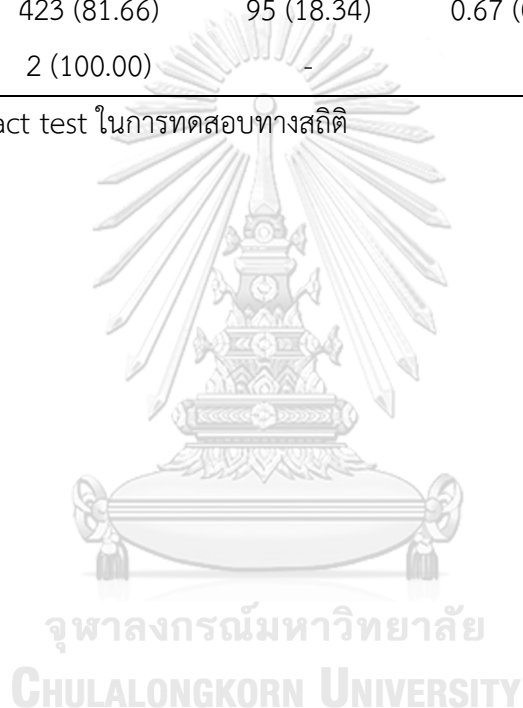 423 (81.66) 95 (18.34) 0.67 (
2 (100.00) -
act test ในการทดสอบทางสถิติ
จุฬาลงกรณ์มหาวิทยาลัย
CHULALONGKORN UNIVERSITY